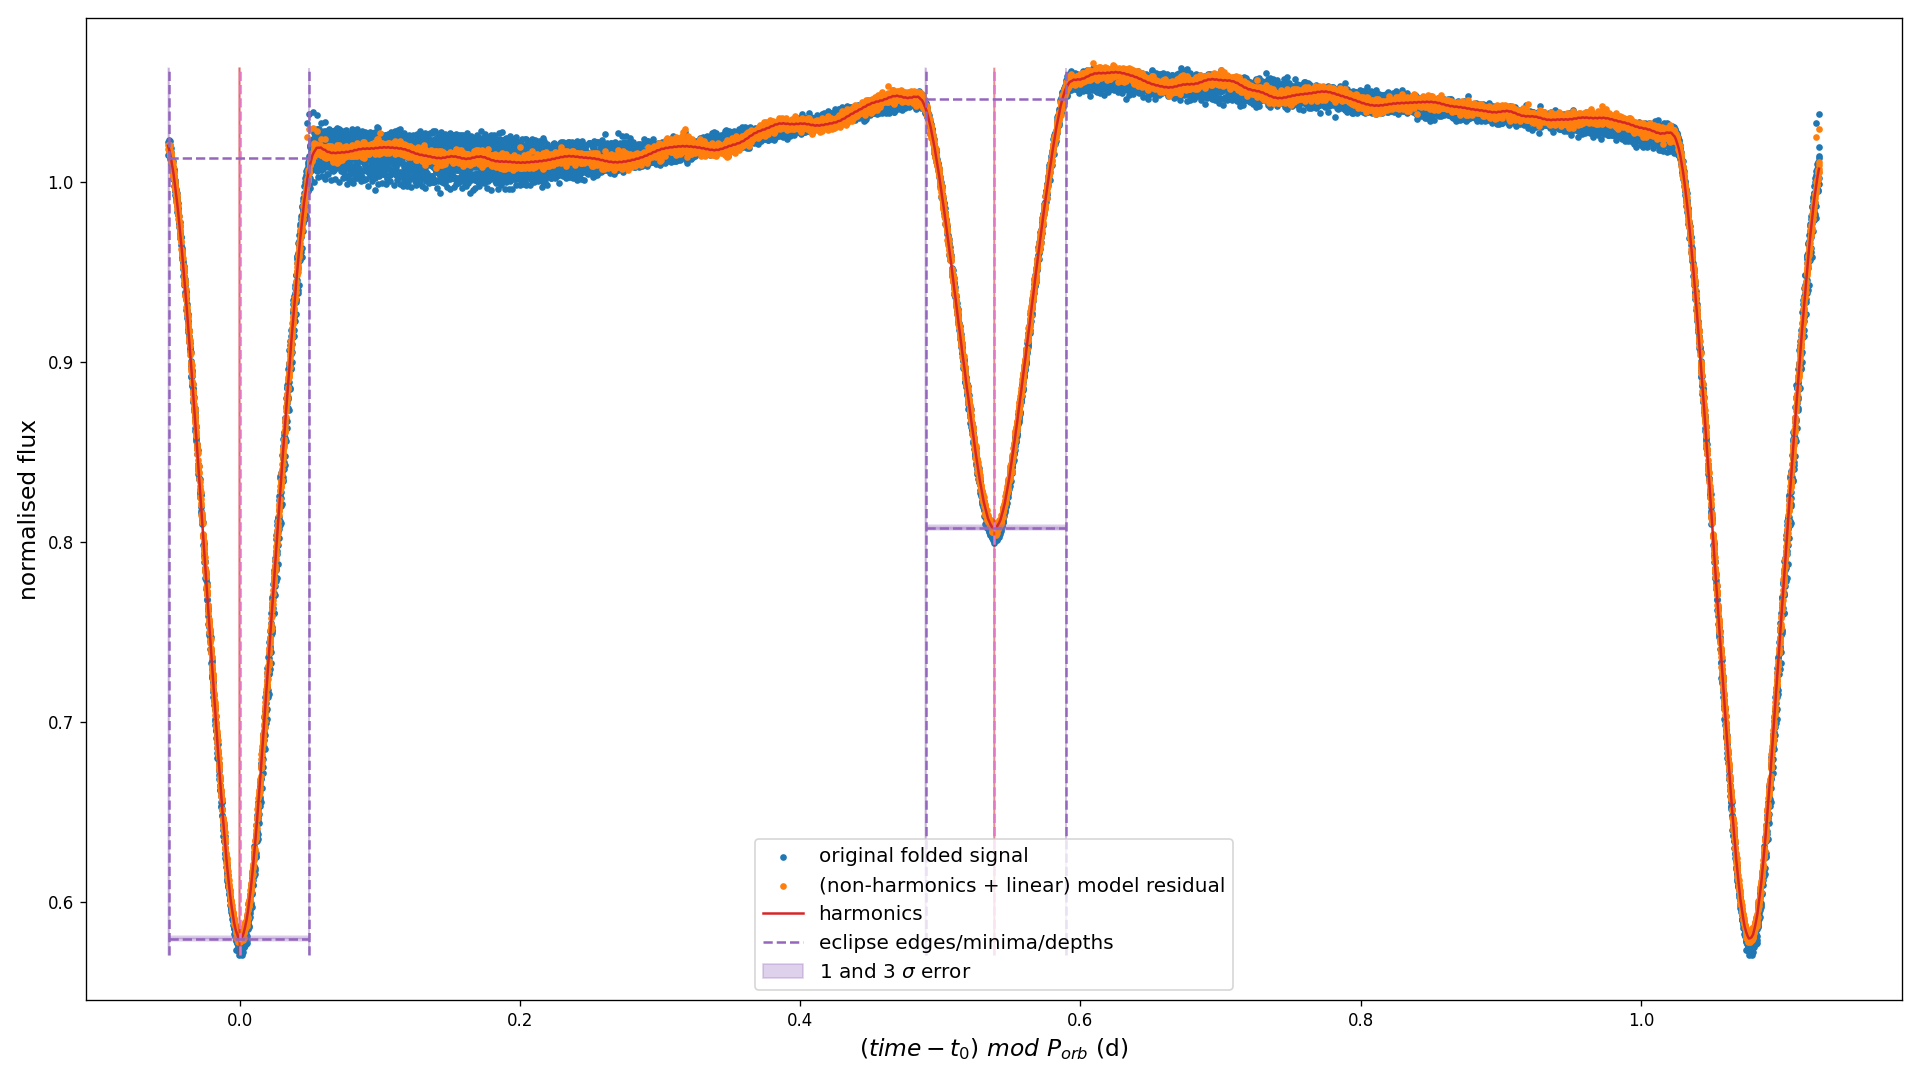 normalised flux
1.0
0.9
0.8
0.7
0.6
0.0
0.2
0.4
0.6
0.8
1.0
(time − t₀) mod Pₒᵣb (d)
original folded signal
(non-harmonics + linear) model residual
harmonics
eclipse edges/minima/depths
1 and 3 σ error